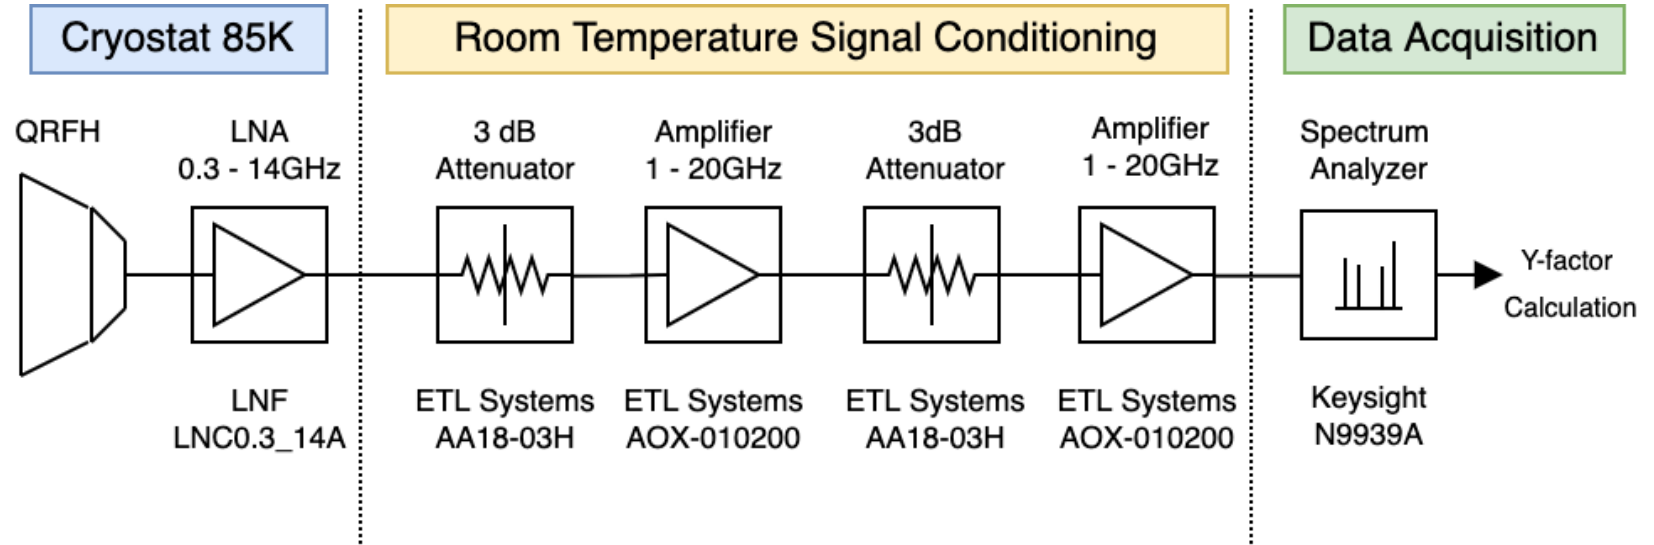 Cryostat 85K
Room Temperature Signal Conditioning
Data Acquisition
QRFH
LNA
0.3 - 14GHz
3 dB
Attenuator
Amplifier
1 - 20GHz
3dB
Attenuator
Amplifier
1 - 20GHz
Spectrum
Analyzer
Y-factor
Calculation
LNF
LNC0.3_14A
ETL Systems
AA18-03H
ETL Systems
AOX-010200
ETL Systems
AA18-03H
ETL Systems
AOX-010200
Keysight
N9939A